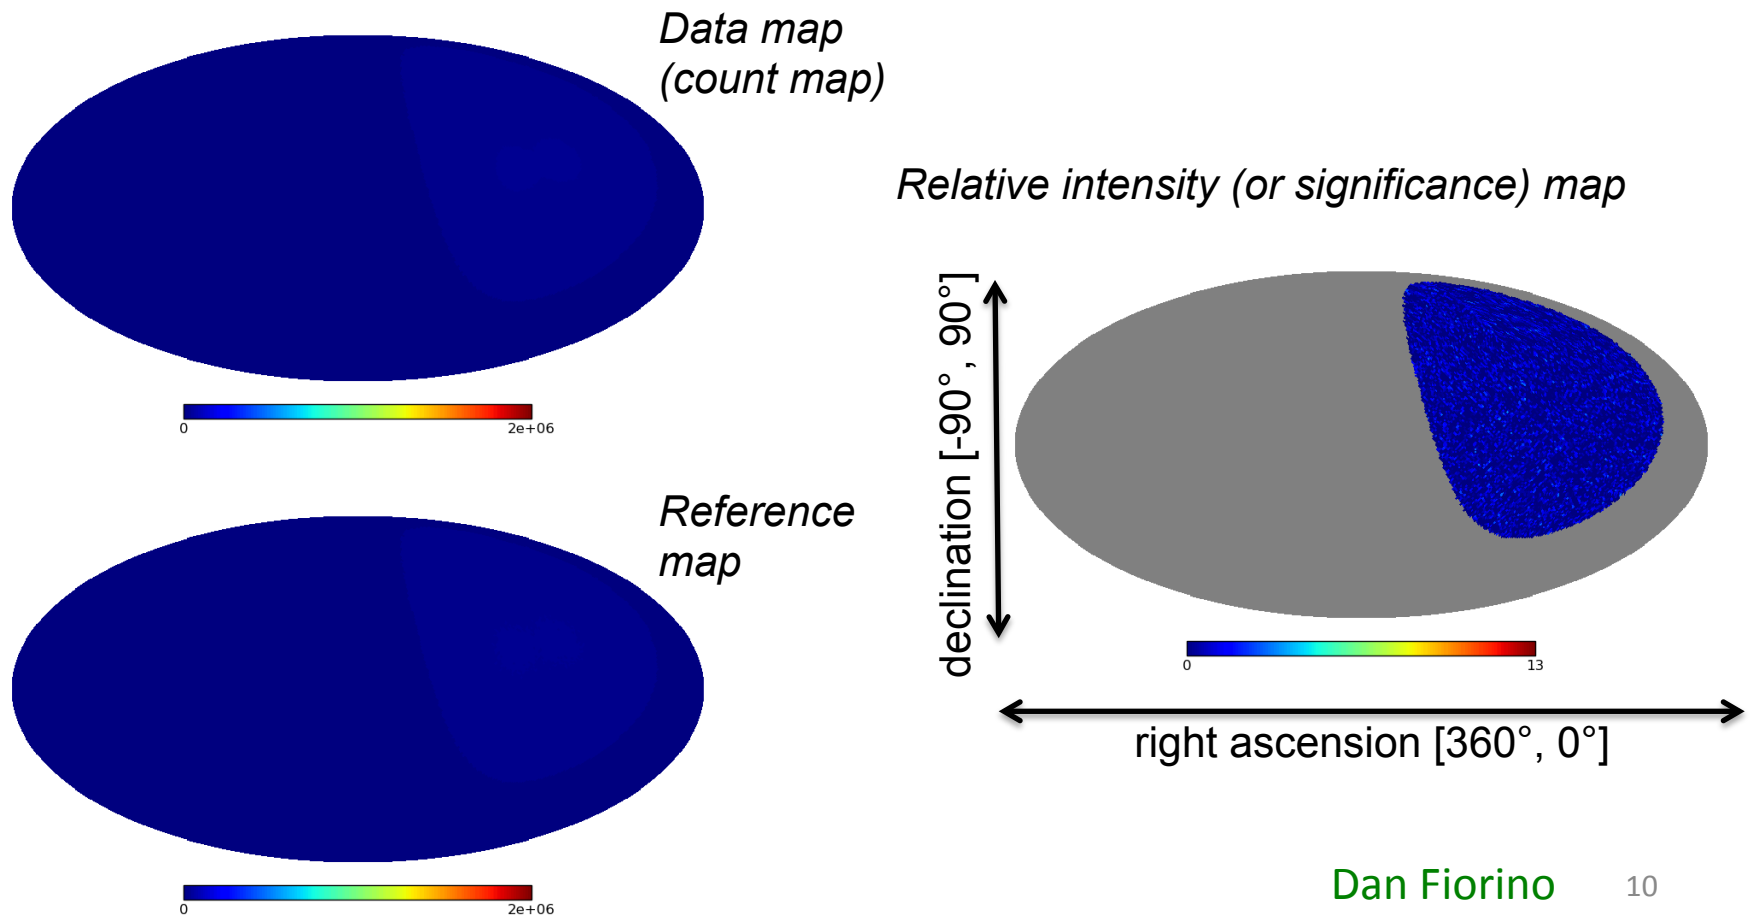 Data map
(count map)
0
2e+06
Relative intensity (or significance) map
declination [-90°, 90°]
0
13
right ascension [360°, 0°]
Reference
map
0
2e+06
Dan Fiorino
10